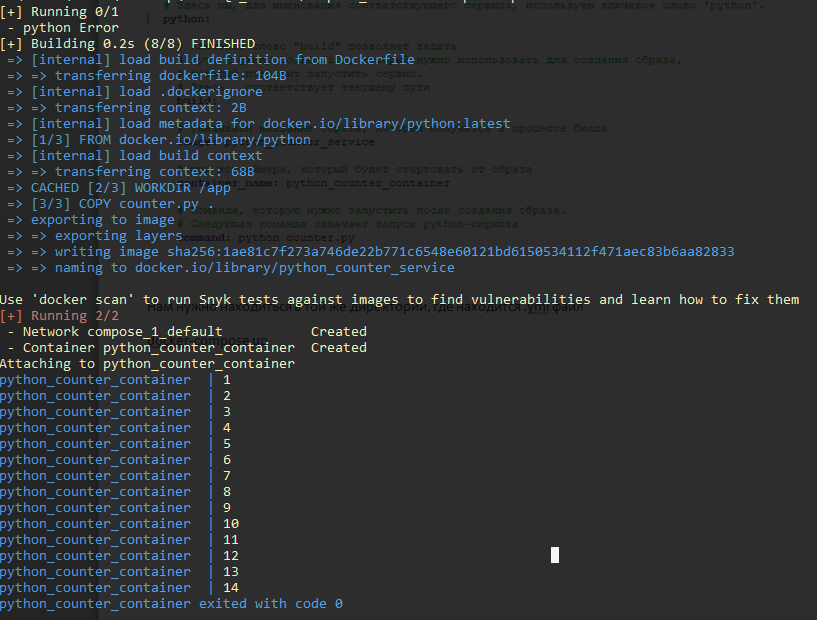 [+] Running 0/1
 - python Error
[+] Building 0.2s (8/8) FINISHED
 => [internal] load build definition from Dockerfile
 => => transferring dockerfile: 104B
 => [internal] load .dockerignore
 => => transferring context: 2B
 => [internal] load metadata for docker.io/library/python:latest
 => [1/3] FROM docker.io/library/python
 => [internal] load build context
 => => transferring context: 68B
 => CACHED [2/3] WORKDIR /app
 => [3/3] COPY counter.py .
 => exporting to image
 => => exporting layers
 => => writing image sha256:1ae81c7f273a746de22b771c6548e60121bd6150534112f471aec83b6aa82833
 => => naming to docker.io/library/python_counter_service
Use 'docker scan' to run Snyk tests against images to find vulnerabilities and learn how to fix them
[+] Running 2/2
 - Network compose_1_default Created
 - Container python_counter_container Created
Attaching to python_counter_container
python_counter_container | 1
python_counter_container | 2
python_counter_container | 3
python_counter_container | 4
python_counter_container | 5
python_counter_container | 6
python_counter_container | 7
python_counter_container | 8
python_counter_container | 9
python_counter_container | 10
python_counter_container | 11
python_counter_container | 12
python_counter_container | 13
python_counter_container | 14
python_counter_container exited with code 0